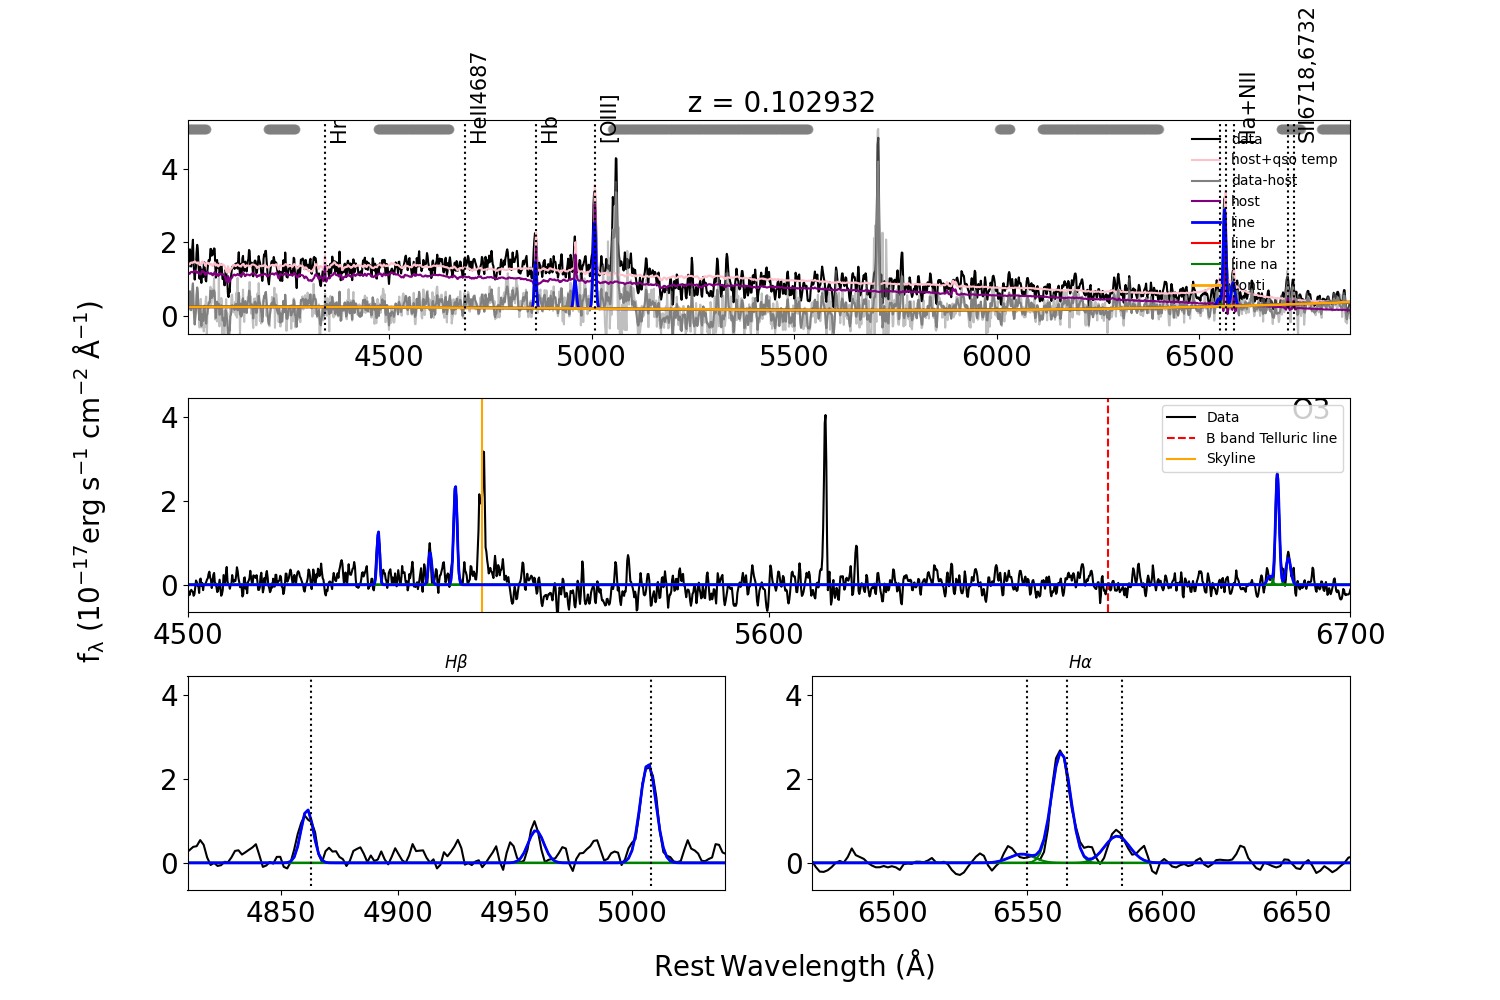 z = 0.102932
Hr
HeII4687
Hb
[OIII]
Ha+NII
SII6718,6732
data
host+qso temp
data-host
host
line
line br
line na
conti
4
2
0
4500
5000
5500
6000
6500
O3
Data
B band Telluric line
Skyline
4
2
0
4500
5600
6700
fλ (10−17erg s−1 cm−2 Å−1)
Hβ
4
2
0
4850
4900
4950
5000
Hα
4
2
0
6500
6550
6600
6650
Rest Wavelength (Å)